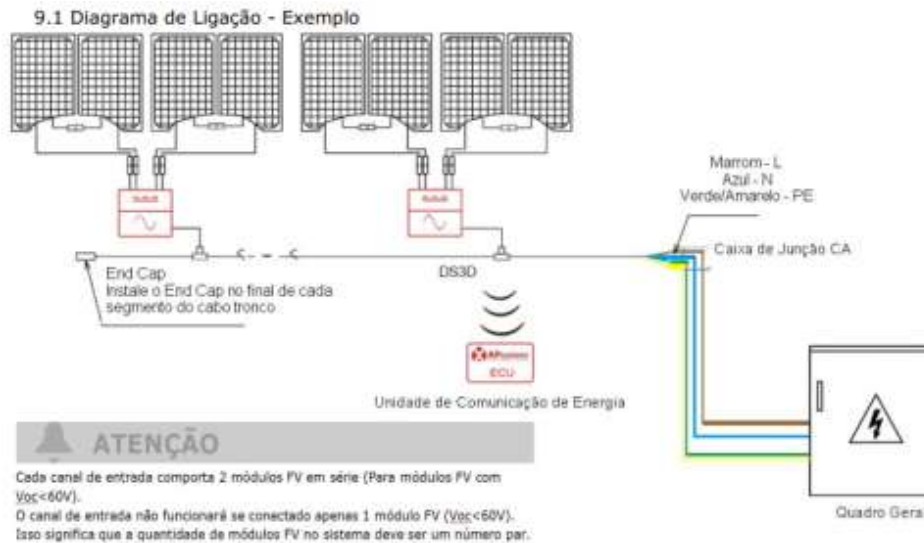 9.1 Diagrama de Ligação - Exemplo
Marrom - L
Azul - N
Verde/Amarelo - PE
Caixa de Junção CA
End Cap
Instale o End Cap no final de cada
segmento do cabo tronco
DS3D
APsystems
ECU
Unidade de Comunicação de Energia
ATENÇÃO
Cada canal de entrada comporta 2 módulos FV em série (Para módulos FV com
Voc<60V).
O canal de entrada não funcionará se conectado apenas 1 módulo FV (Voc<60V).
Isso significa que a quantidade de módulos FV no sistema deve ser um número par.
Quadro Gera